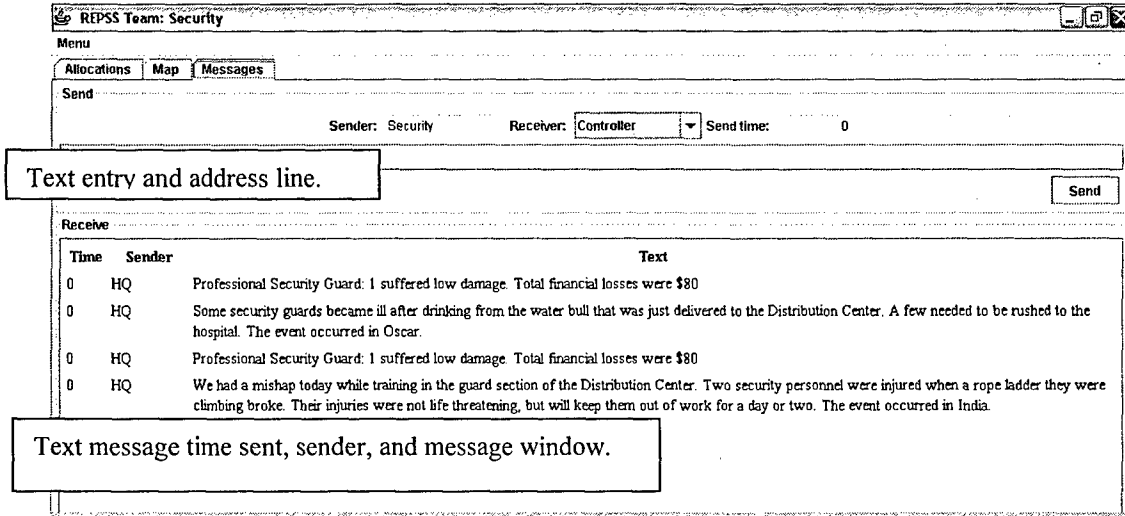 REPSS Team: Security
Menu
Allocations Map Messages
Send
Sender: Security Receiver: Controller Send time: 0
Text entry and address line.
Send
Receive
Time Sender Text
0 HQ Professional Security Guard: 1 suffered low damage. Total financial losses were $80
0 HQ Some security guards became ill after drinking from the water bull that was just delivered to the Distribution Center. A few needed to be rushed to the
hospital. The event occurred in Oscar.
0 HQ Professional Security Guard: 1 suffered low damage. Total financial losses were $80
0 HQ We had a mishap today while training in the guard section of the Distribution Center. Two security personnel were injured when a rope ladder they were
climbing broke. Their injuries were not life threatening, but will keep them out of work for a day or two. The event occurred in India.
Text message time sent, sender, and message window.